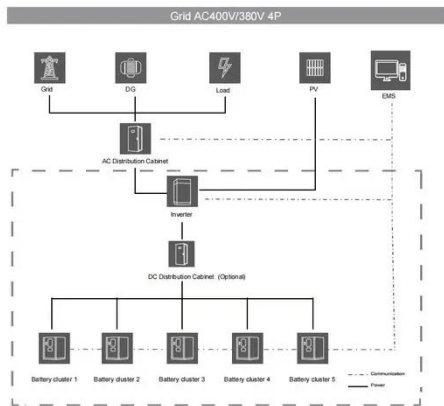 Grid AC400V/380V 4P
Grid
DG
Load
PV
EMS
AC Distribution Cabinet
Inverter
DC Distribution Cabinet (Optional)
Battery cluster 1
Battery cluster 2
Battery cluster 3
Battery cluster 4
Battery cluster 5
Communication
Power